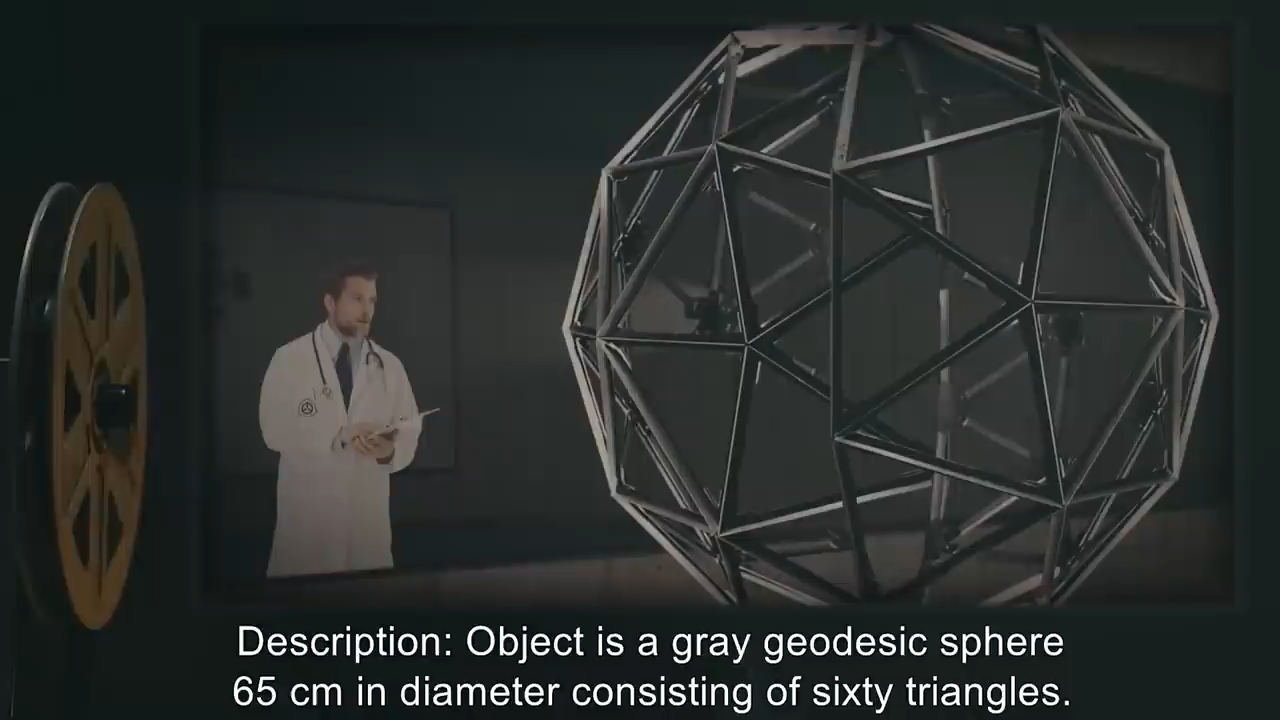 Description: Object is a gray geodesic sphere
65 cm in diameter consisting of sixty triangles.